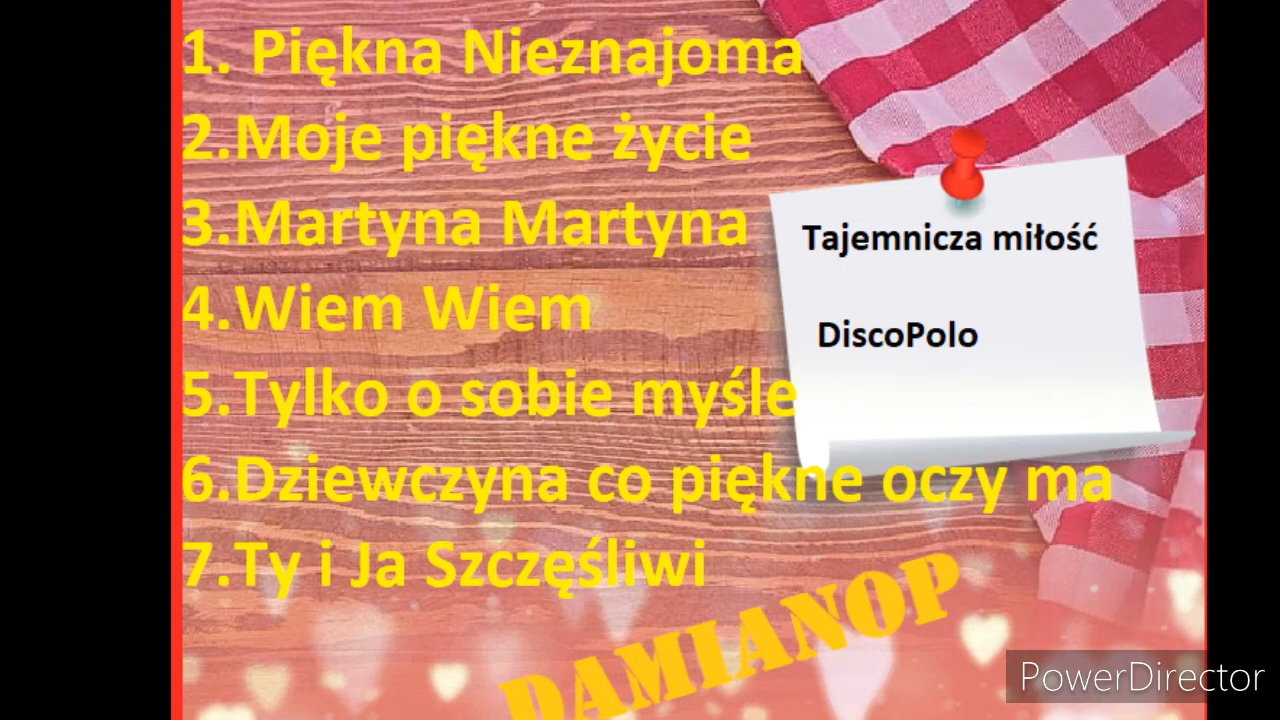 1. Piękna Nieznajoma
2.Moje piękne życie
3.Martyna Martyna
4.Wiem Wiem
5.Tylko o sobie myśle
6.Dziewczyna co piękne oczy ma
7.Ty i Ja Szczęśliwi
Tajemnicza miłość
DiscoPolo
DAMIANOP
PowerDirector